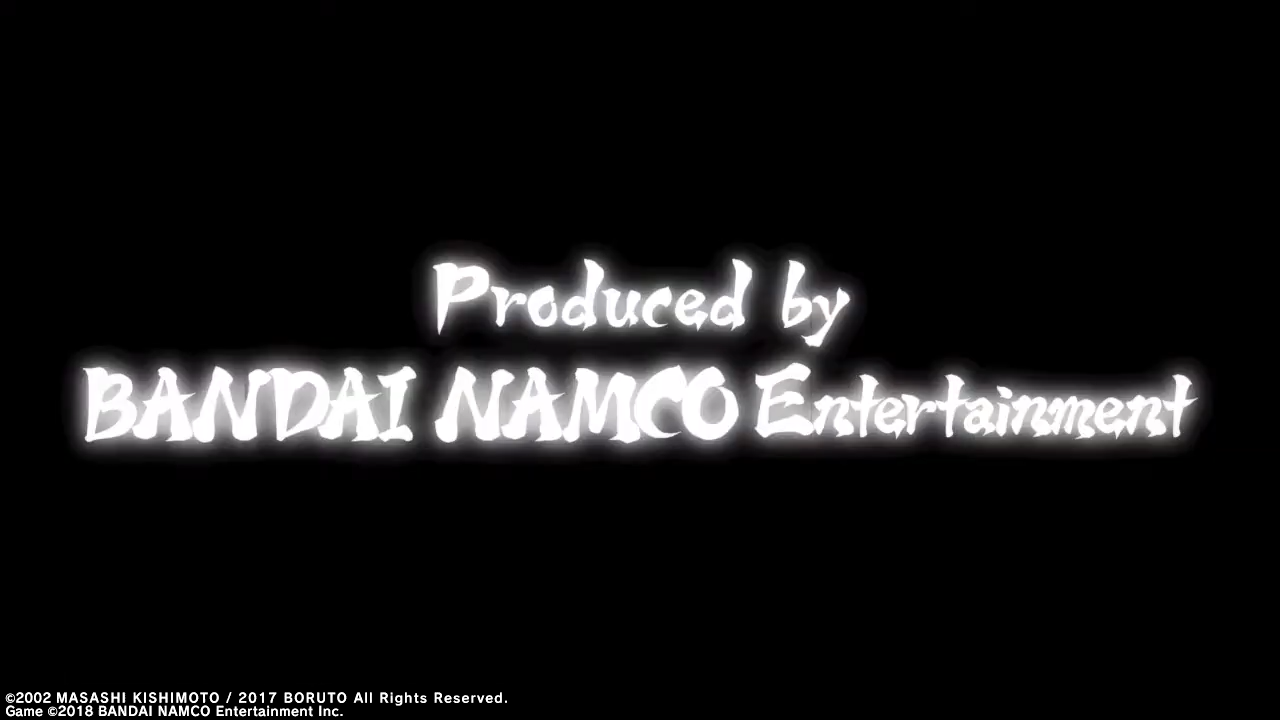 Produced by
BANDAI NAMCO Entertainment
©2002 MASASHI KISHIMOTO / 2017 BORUTO All Rights Reserved.
Game ©2018 BANDAI NAMCO Entertainment Inc.